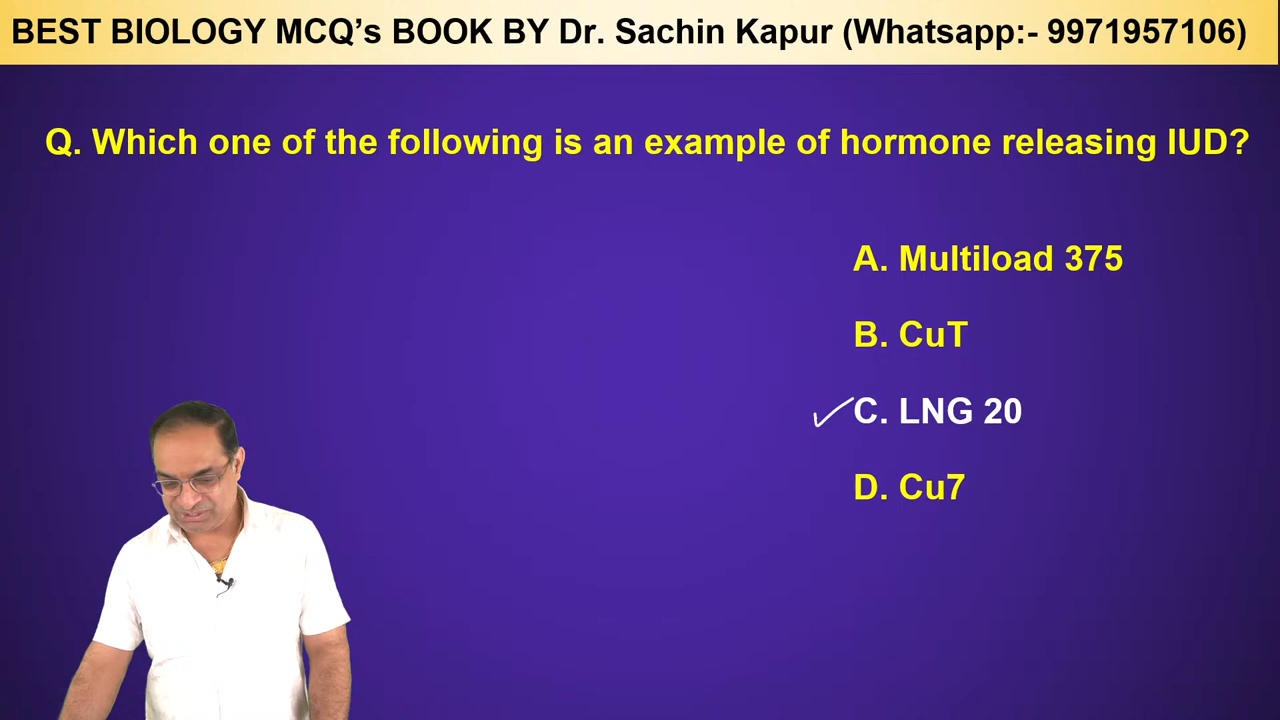 BEST BIOLOGY MCQ’s BOOK BY Dr. Sachin Kapur (Whatsapp:- 9971957106)
Q. Which one of the following is an example of hormone releasing IUD?
A. Multiload 375
B. CuT
C. LNG 20
D. Cu7